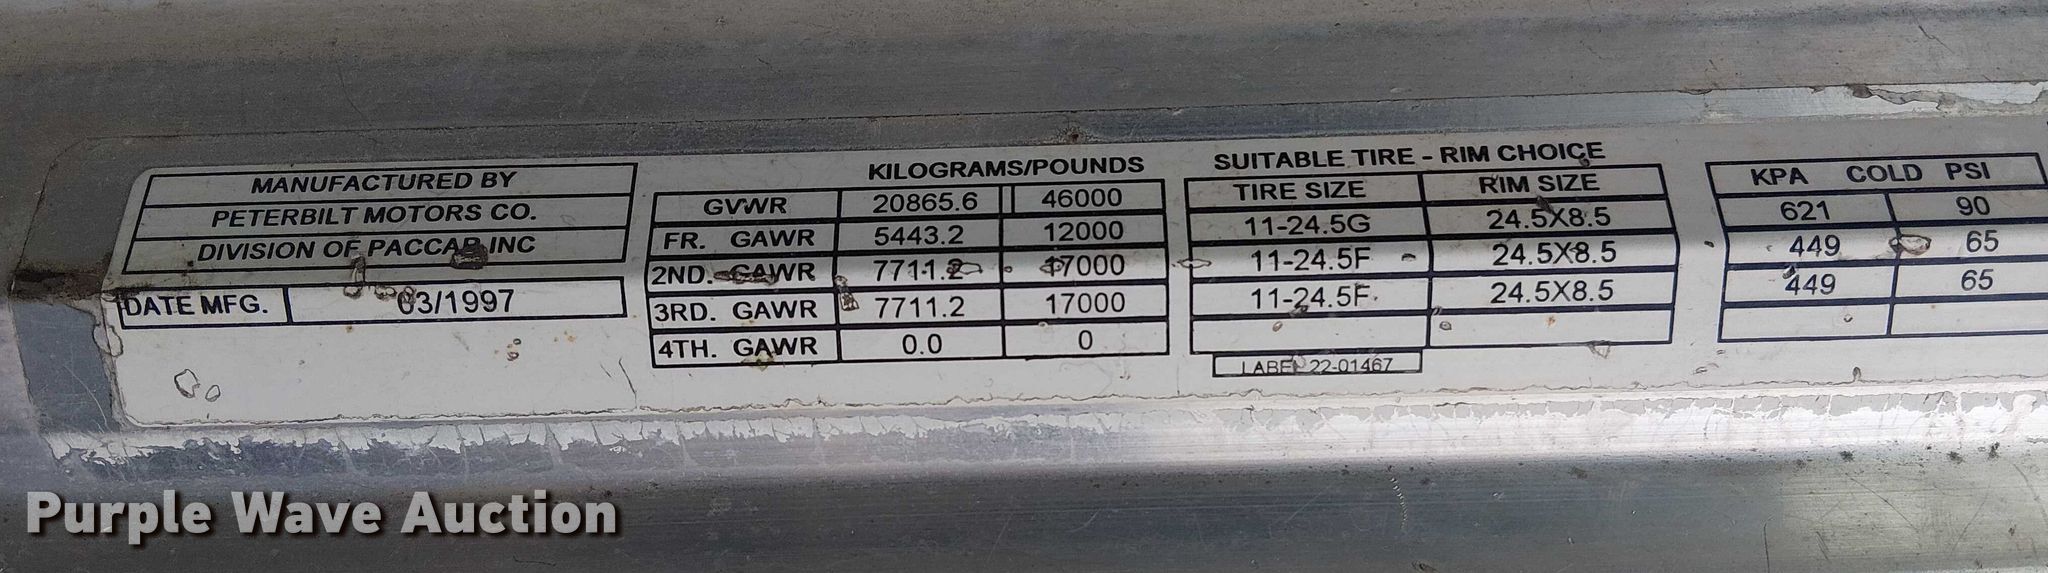 MANUFACTURED BY
PETERBILT MOTORS CO.
DIVISION OF PACCAR INC
DATE MFG. 03/1997
KILOGRAMS/POUNDS
GVWR 20865.6 46000
FR. GAWR 5443.2 12000
2ND. GAWR 7711.2 17000
3RD. GAWR 7711.2 17000
4TH. GAWR 0.0 0
SUITABLE TIRE - RIM CHOICE
TIRE SIZE RIM SIZE
11-24.5G 24.5X8.5
11-24.5F 24.5X8.5
11-24.5F 24.5X8.5
LABEL 22-01467
KPA COLD PSI
621 90
449 65
449 65
Purple Wave Auction